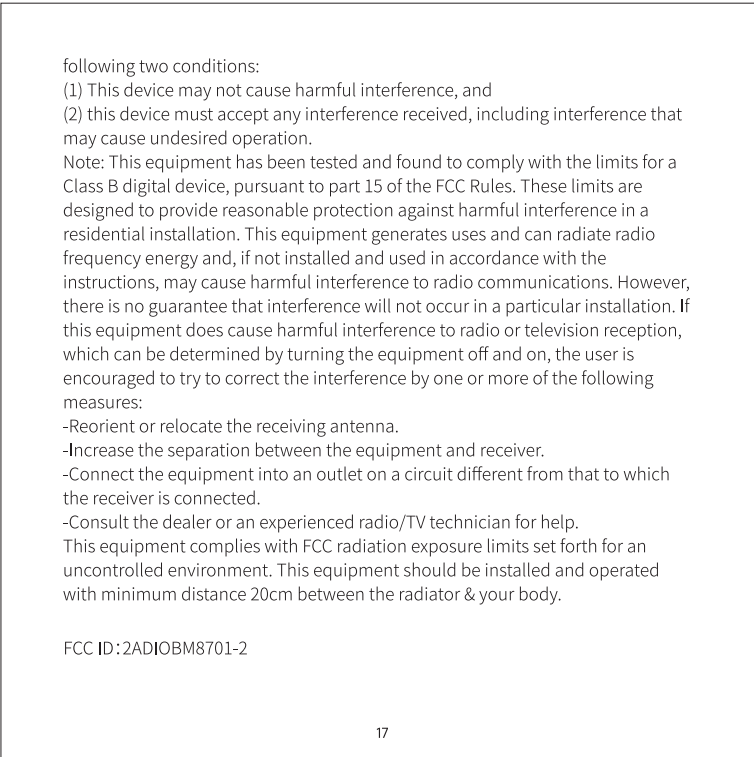 following two conditions:
(1) This device may not cause harmful interference, and
(2) this device must accept any interference received, including interference that
may cause undesired operation.
Note: This equipment has been tested and found to comply with the limits for a
Class B digital device, pursuant to part 15 of the FCC Rules. These limits are
designed to provide reasonable protection against harmful interference in a
residential installation. This equipment generates uses and can radiate radio
frequency energy and, if not installed and used in accordance with the
instructions, may cause harmful interference to radio communications. However,
there is no guarantee that interference will not occur in a particular installation. If
this equipment does cause harmful interference to radio or television reception,
which can be determined by turning the equipment off and on, the user is
encouraged to try to correct the interference by one or more of the following
measures:
-Reorient or relocate the receiving antenna.
-Increase the separation between the equipment and receiver.
-Connect the equipment into an outlet on a circuit different from that to which
the receiver is connected.
-Consult the dealer or an experienced radio/TV technician for help.
This equipment complies with FCC radiation exposure limits set forth for an
uncontrolled environment. This equipment should be installed and operated
with minimum distance 20cm between the radiator & your body.
FCC ID:2ADIOBM8701-2
17